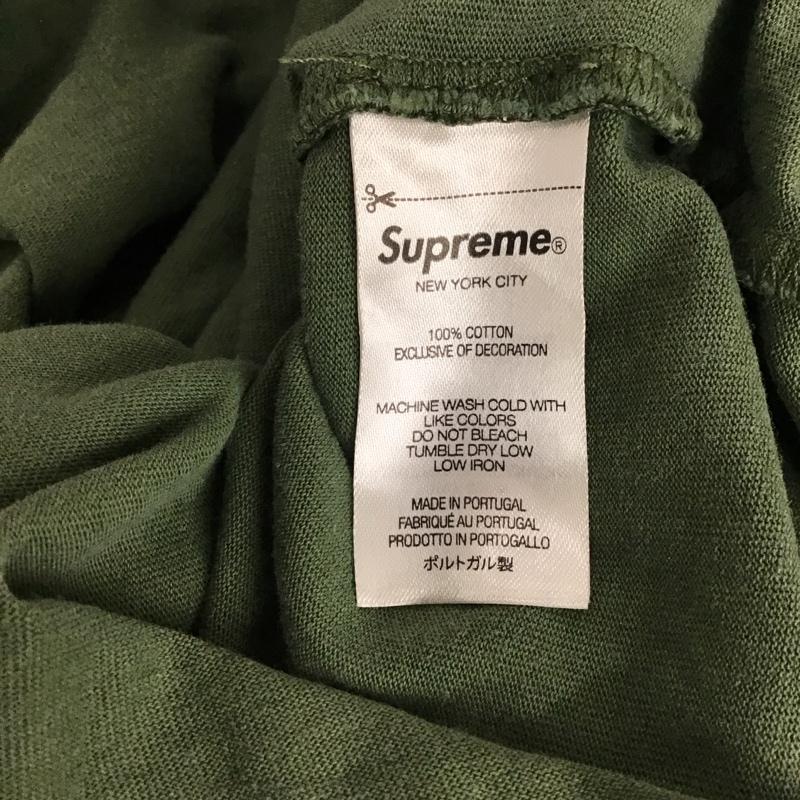 Supreme®
NEW YORK CITY
100% COTTON
EXCLUSIVE OF DECORATION
MACHINE WASH COLD WITH
LIKE COLORS
DO NOT BLEACH
TUMBLE DRY LOW
LOW IRON
MADE IN PORTUGAL
FABRIQUÉ AU PORTUGAL
PRODOTTO IN PORTOGALLO
ポルトガル製